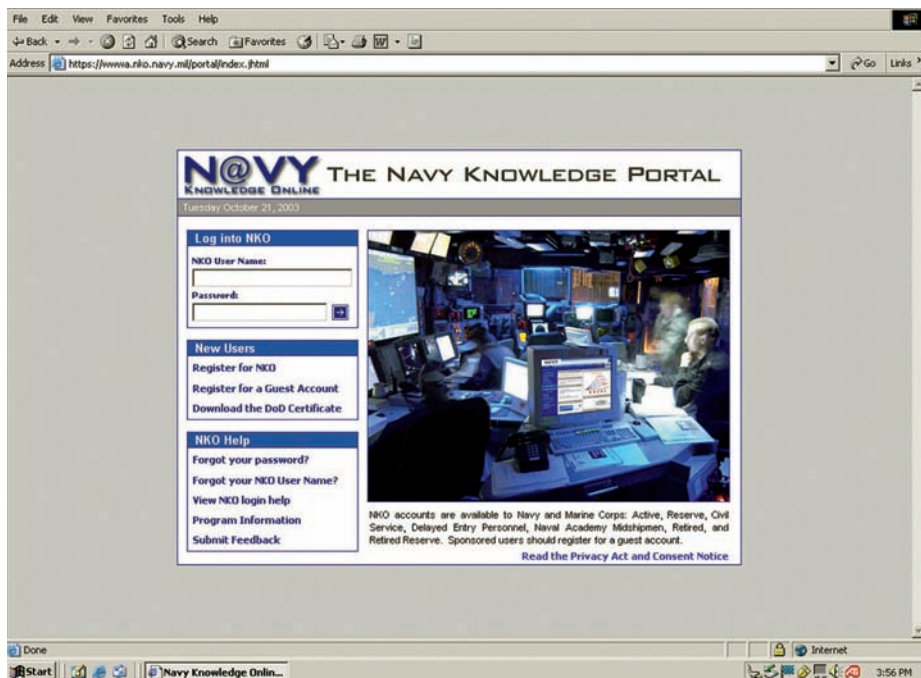 File Edit View Favorites Tools Help
Back Search Favorites
Address https://wwwa.nko.navy.mil/portal/index.jhtml Go Links
N@VY THE NAVY KNOWLEDGE PORTAL
KNOWLEDGE ONLINE
Tuesday October 21, 2003
Log into NKO
NKO User Name:
Password:
New Users
Register for NKO
Register for a Guest Account
Download the DoD Certificate
NKO Help
Forgot your password?
Forgot your NKO User Name?
View NKO login help
Program Information
Submit Feedback
NKO accounts are available to Navy and Marine Corps: Active, Reserve, Civil
Service, Delayed Entry Personnel, Naval Academy Midshipmen, Retired, and
Retired Reserve. Sponsored users should register for a guest account.
Read the Privacy Act and Consent Notice
Done Internet
Start Navy Knowledge Onlin... 3:56 PM